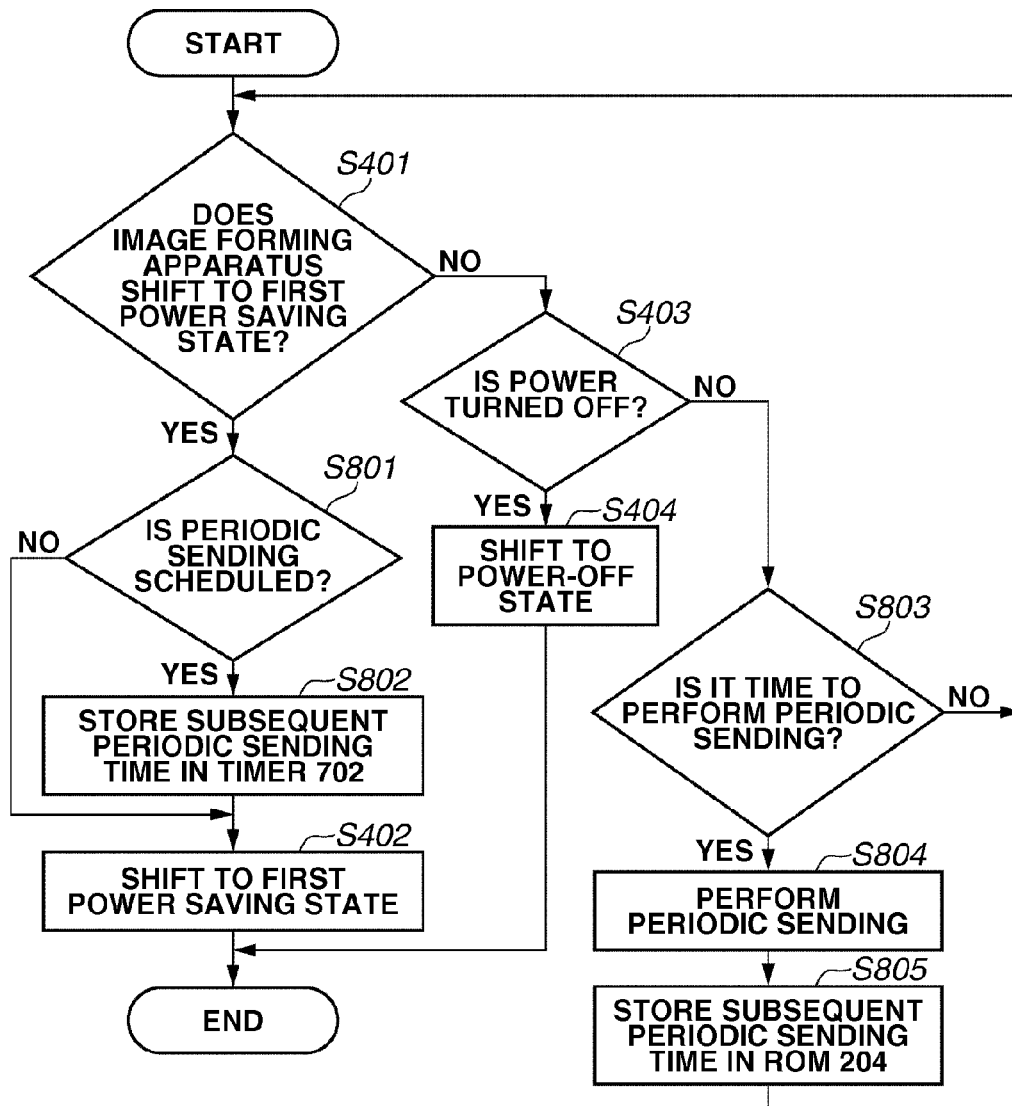 START
S401
DOES
IMAGE FORMING
APPARATUS
SHIFT TO FIRST
POWER SAVING
STATE?
NO
YES
S403
IS POWER
TURNED OFF?
NO
YES
S404
SHIFT TO
POWER-OFF
STATE
S801
IS PERIODIC
SENDING
SCHEDULED?
NO
YES
S802
STORE SUBSEQUENT
PERIODIC SENDING
TIME IN TIMER 702
S402
SHIFT TO FIRST
POWER SAVING STATE
END
S803
IS IT TIME TO
PERFORM PERIODIC
SENDING?
NO
YES
S804
PERFORM
PERIODIC SENDING
S805
STORE SUBSEQUENT
PERIODIC SENDING
TIME IN ROM 204